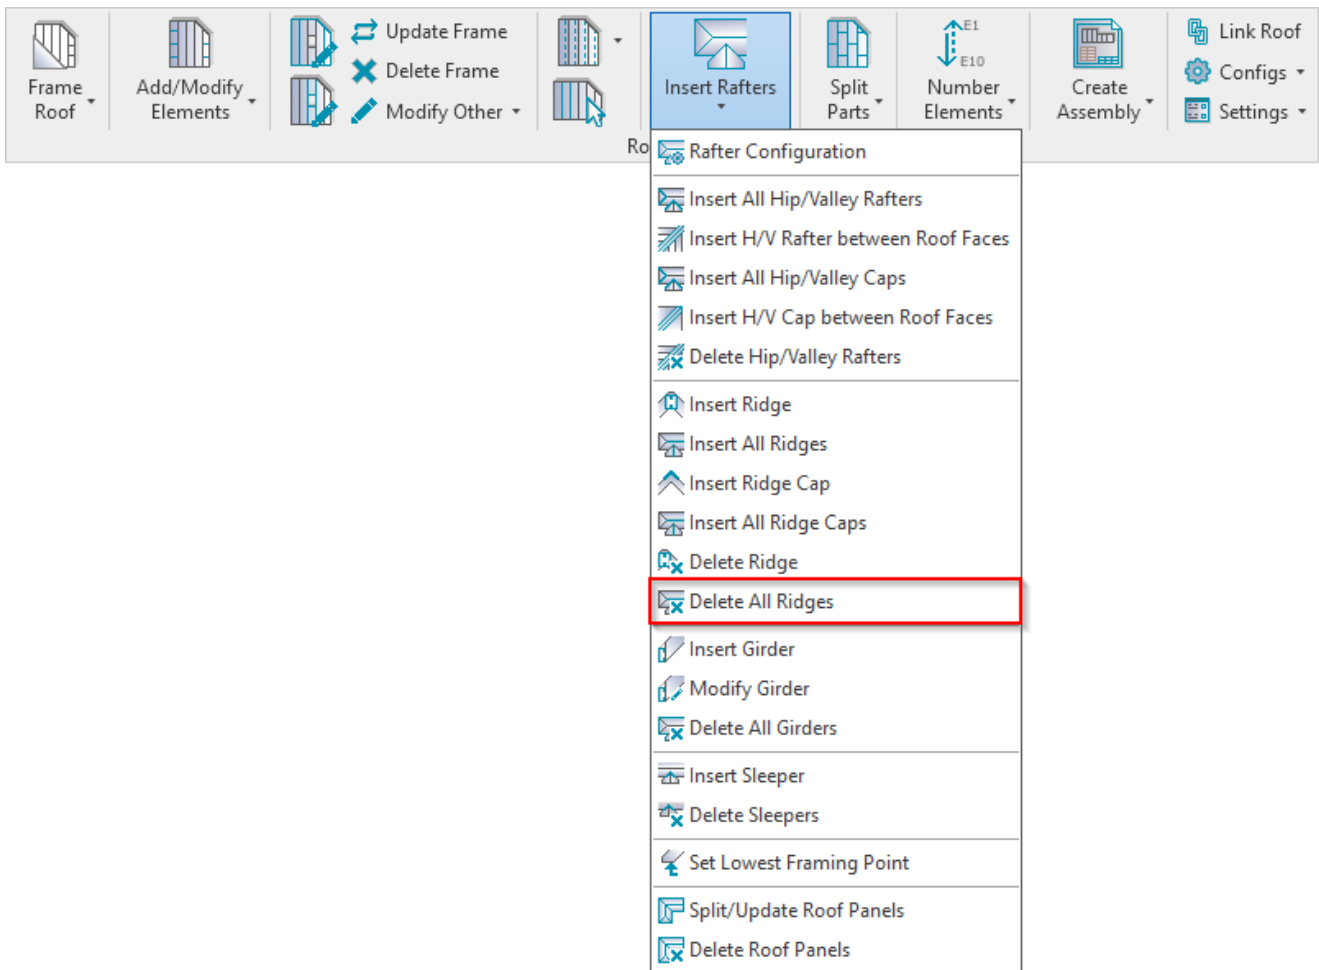 Frame
Roof
Add/Modify
Elements
Update Frame
Delete Frame
Modify Other
Insert Rafters
Split
Parts
E1
E10
Number
Elements
Create
Assembly
Link Roof
Configs
Settings
Ro
Rafter Configuration
Insert All Hip/Valley Rafters
Insert H/V Rafter between Roof Faces
Insert All Hip/Valley Caps
Insert H/V Cap between Roof Faces
Delete Hip/Valley Rafters
Insert Ridge
Insert All Ridges
Insert Ridge Cap
Insert All Ridge Caps
Delete Ridge
Delete All Ridges
Insert Girder
Modify Girder
Delete All Girders
Insert Sleeper
Delete Sleepers
Set Lowest Framing Point
Split/Update Roof Panels
Delete Roof Panels